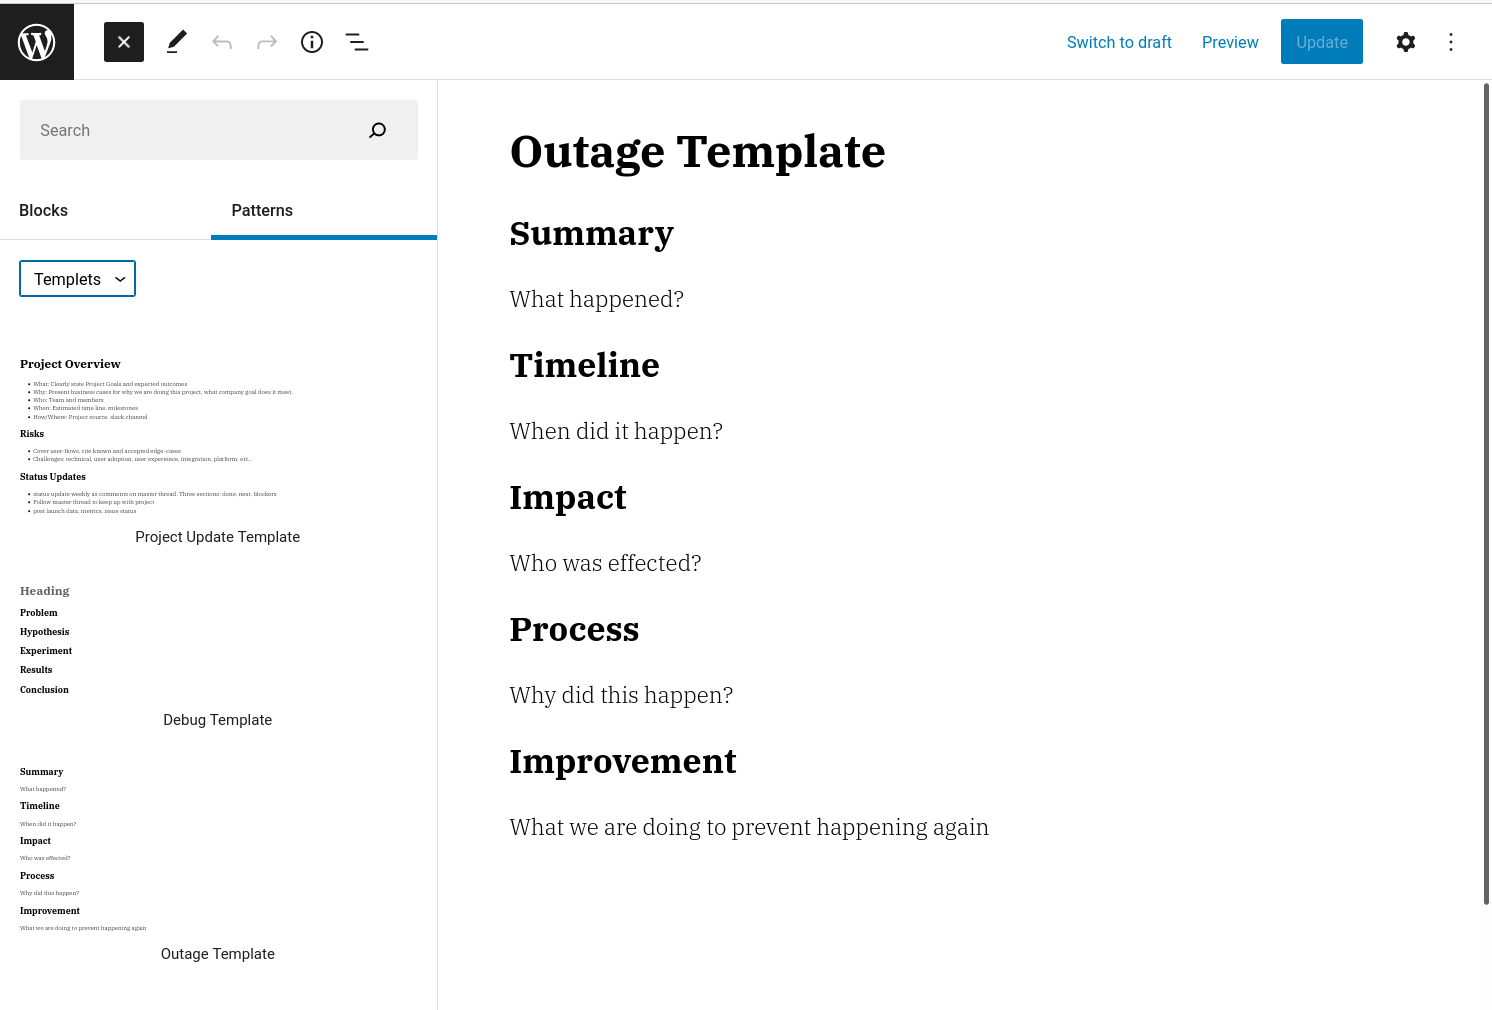 Switch to draft
Preview
Update
Search
Blocks
Patterns
Templets
Project Overview
What: Clearly state Project Goals and expected outcomes
Why: Present business cases for why we are doing this project, what company goal does it meet.
Who: Team and members
When: Estimated time line, milestones
How/Where: Project source, slack channel
Risks
Cover user-flows, cite known and accepted edge-cases
Challenges: technical, user adoption, user experience, integration, platform, etc...
Status Updates
status update weekly as comments on master thread. Three sections: done, next, blockers
Follow master thread to keep up with project
post launch data, metrics, issue status
Project Update Template
Heading
Problem
Hypothesis
Experiment
Results
Conclusion
Debug Template
Summary
What happened?
Timeline
When did it happen?
Impact
Who was effected?
Process
Why did this happen?
Improvement
What we are doing to prevent happening again
Outage Template
Outage Template
Summary
What happened?
Timeline
When did it happen?
Impact
Who was effected?
Process
Why did this happen?
Improvement
What we are doing to prevent happening again